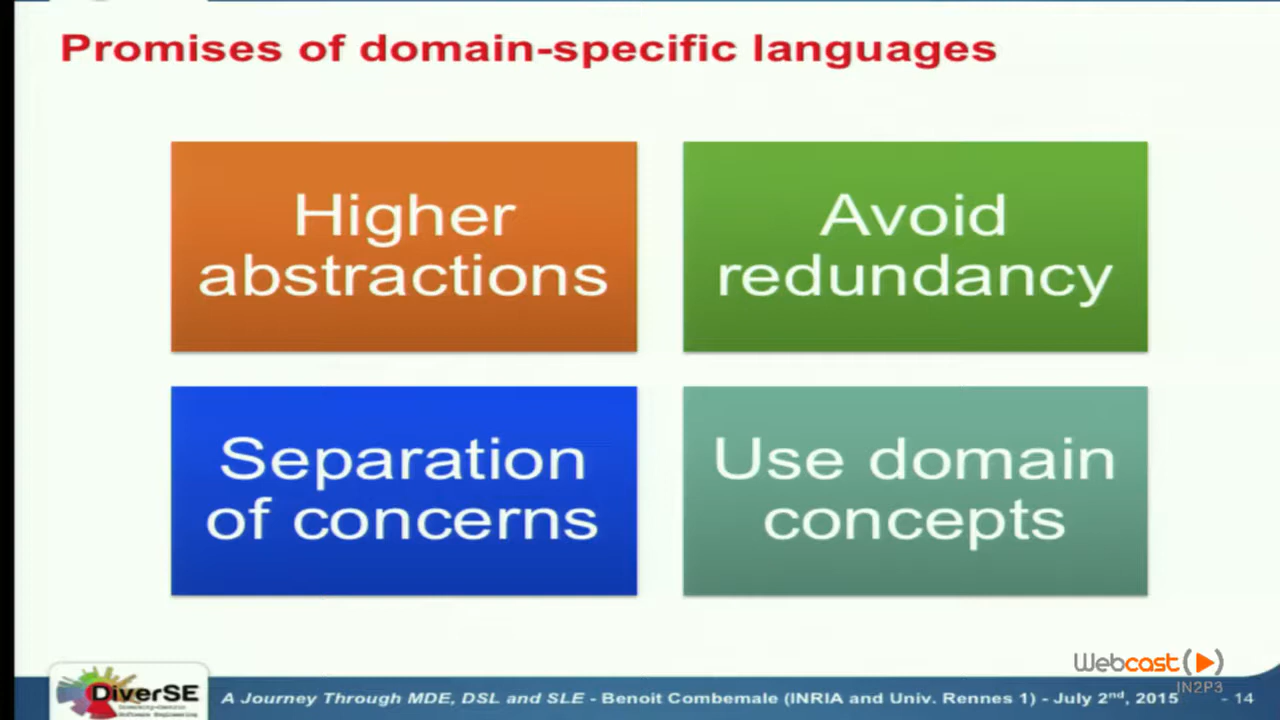 Promises of domain-specific languages
Higher
abstractions
Avoid
redundancy
Separation
of concerns
Use domain
concepts
Webcast
IN2P3
DiverSE
A Journey Through MDE, DSL and SLE - Benoit Combemale (INRIA and Univ. Rennes 1) - July 2nd, 2015 - 14